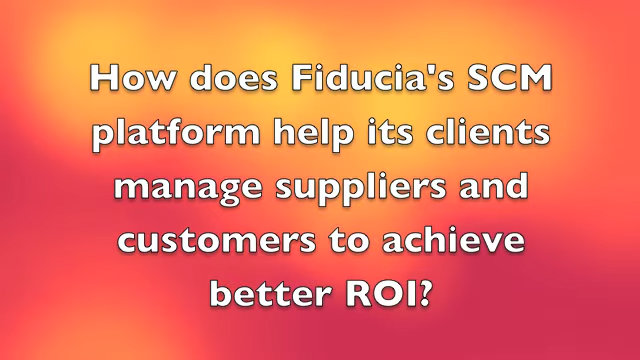 How does Fiducia's SCM
platform help its clients
manage suppliers and
customers to achieve
better ROI?